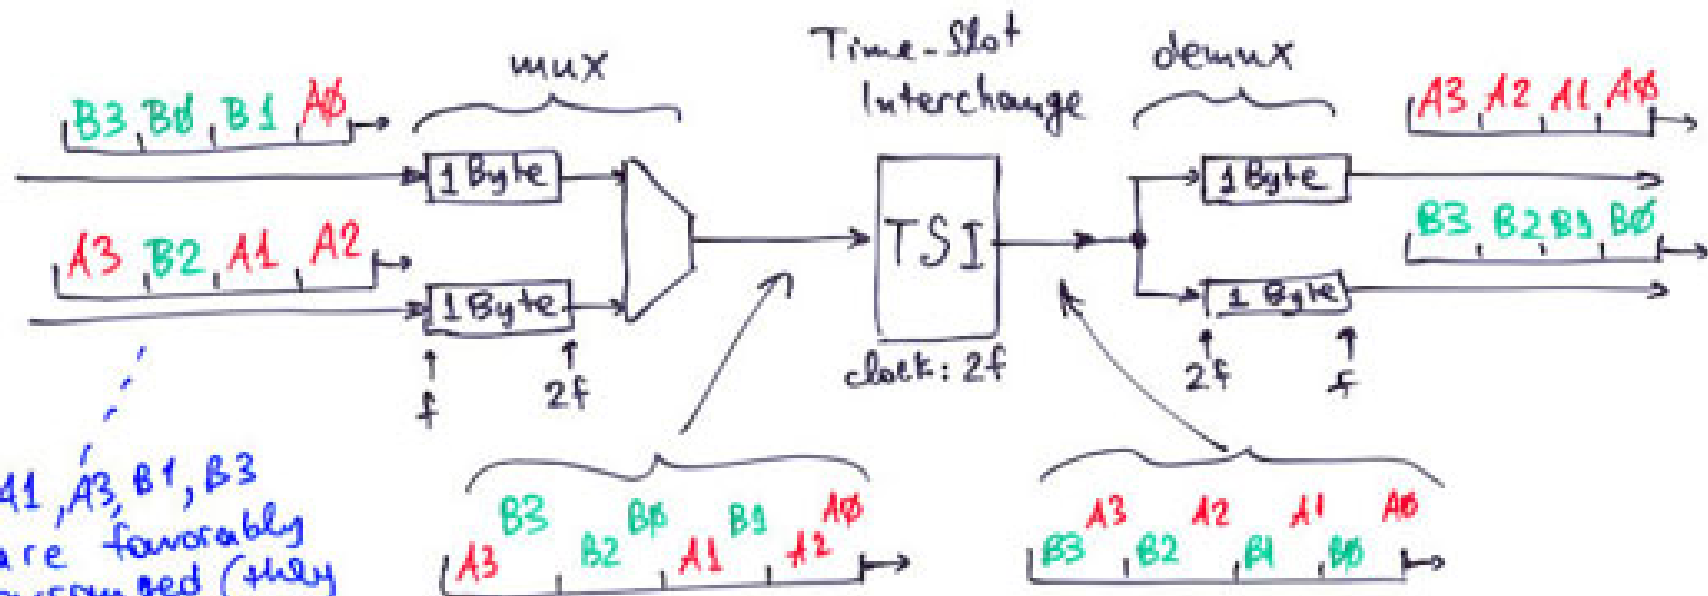 mux
Time-Slot
Interchange
demux
B3 BØ B1 AØ
A3 A2 A1 AØ
1 Byte
TSI
1 Byte
A3 B2 A1 A2
B3 B2 B1 BØ
1 Byte
1 Byte
f
2f
clock: 2f
2f
f
A1, A3, B1, B3
are favorably
(they
B3 BØ B1 AØ
A3 B2 A1 A2
A3 A2 A1 AØ
B3 B2 B1 BØ